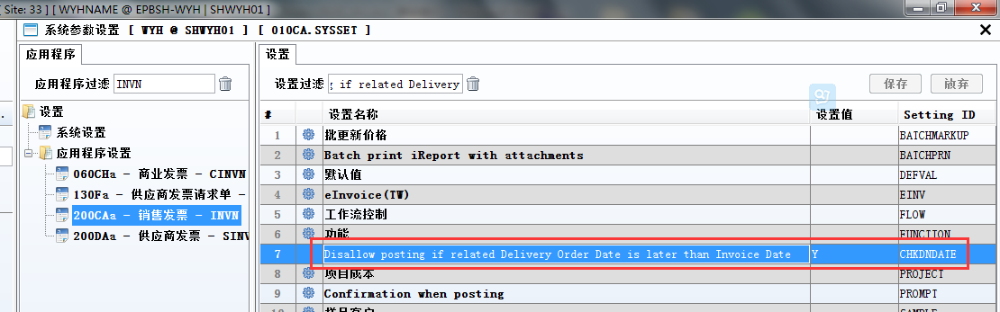 [ Site: 33 ] [ WYHNAME @ EPBSH-WYH | SHWYH01 ]
系统参数设置 [ WYH @ SHWYH01 ] [ 010CA.SYSSET ]
应用程序
设置
应用程序过滤 INVN
设置过滤 if related Delivery
保存 放弃
设置
系统设置
应用程序设置
060CHa - 商业发票 - CINVN
130Fa - 供应商发票请求单 -
200CAa - 销售发票 - INVN
200DAa - 供应商发票 - SINV
# 设置名称 设置值 Setting ID
1 批更新价格 BATCHMARKUP
2 Batch print iReport with attachments BATCHPRN
3 默认值 DEFVAL
4 eInvoice(TW) EINV
5 工作流控制 FLOW
6 功能 FUNCTION
7 Disallow posting if related Delivery Order Date is later than Invoice Date Y CHKDNDATE
8 项目成本 PROJECT
9 Confirmation when posting PROMPT